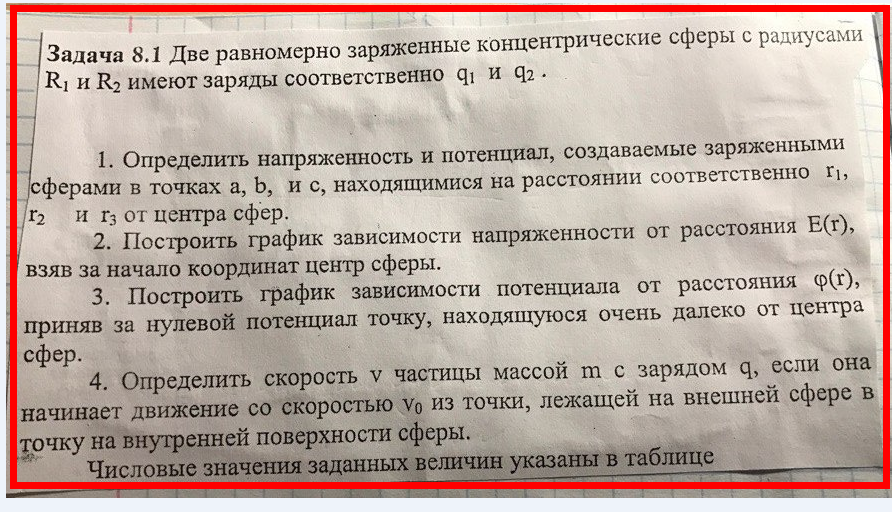 Задача 8.1 Две равномерно заряженные концентрические сферы с радиусами
R₁ и R₂ имеют заряды соответственно q₁ и q₂ .
1. Определить напряженность и потенциал, создаваемые заряженными
сферами в точках a, b, и c, находящимися на расстоянии соответственно r₁,
r₂ и r₃ от центра сфер.
2. Построить график зависимости напряженности от расстояния E(r),
взяв за начало координат центр сферы.
3. Построить график зависимости потенциала от расстояния φ(r),
приняв за нулевой потенциал точку, находящуюся очень далеко от центра
сфер.
4. Определить скорость v частицы массой m с зарядом q, если она
начинает движение со скоростью v₀ из точки, лежащей на внешней сфере в
точку на внутренней поверхности сферы.
Числовые значения заданных величин указаны в таблице